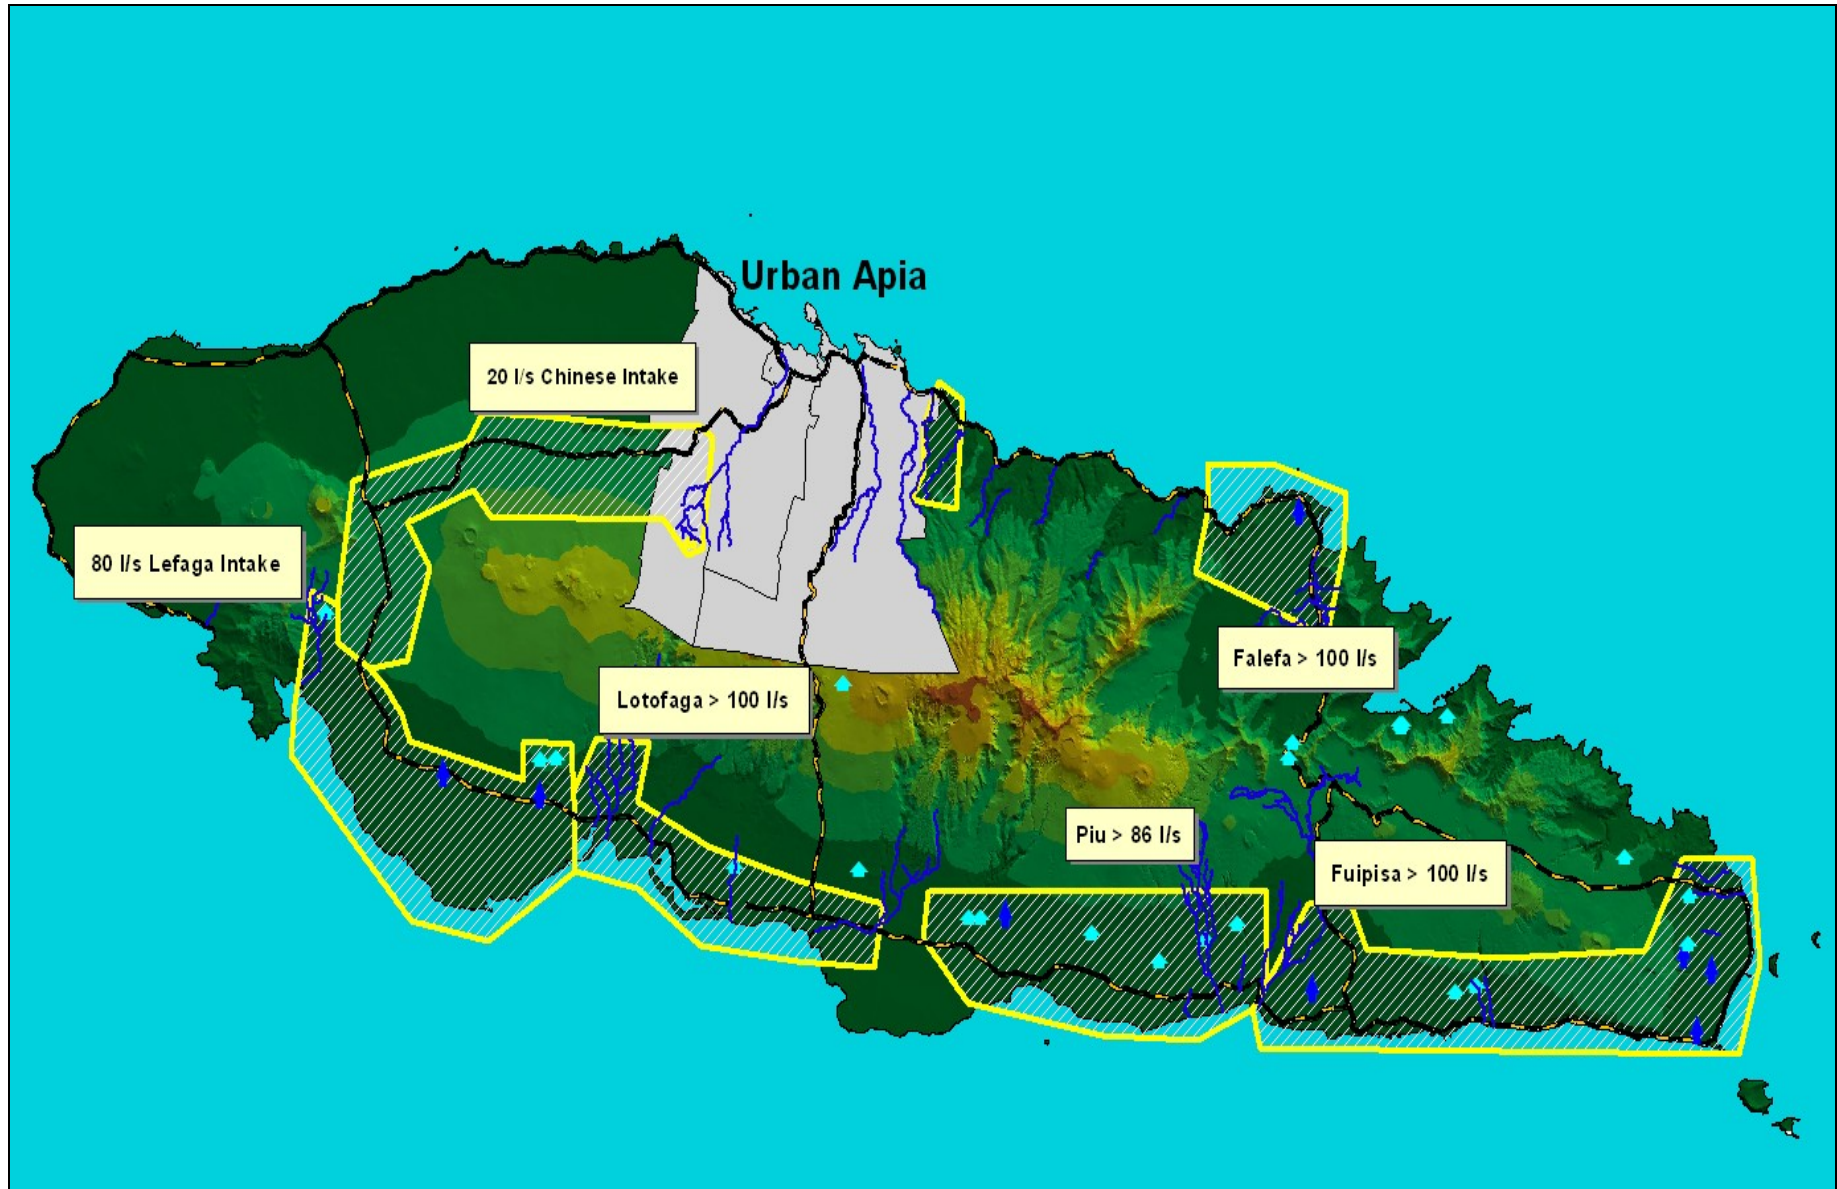 Urban Apia
20 l/s Chinese Intake
80 l/s Lefaga Intake
Lotofaga > 100 l/s
Falefa > 100 l/s
Piu > 86 l/s
Fuipisa > 100 l/s